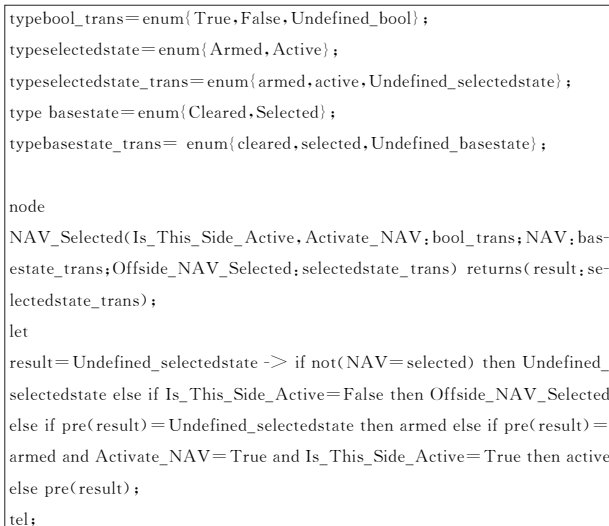 typebool_trans=enum{True,False,Undefined_bool};
typeselectedstate=enum{Armed,Active};
typeselectedstate_trans=enum{armed,active,Undefined_selectedstate};
type basestate=enum{Cleared,Selected};
typebasestate_trans= enum{cleared,selected,Undefined_basestate};
node
NAV_Selected(Is_This_Side_Active,Activate_NAV:bool_trans;NAV:bas-
estate_trans;Offside_NAV_Selected:selectedstate_trans) returns(result:se-
lectedstate_trans);
let
result=Undefined_selectedstate -> if not(NAV=selected) then Undefined_
selectedstate else if Is_This_Side_Active=False then Offside_NAV_Selected
else if pre(result)=Undefined_selectedstate then armed else if pre(result)=
armed and Activate_NAV=True and Is_This_Side_Active=True then active
else pre(result);
tel;